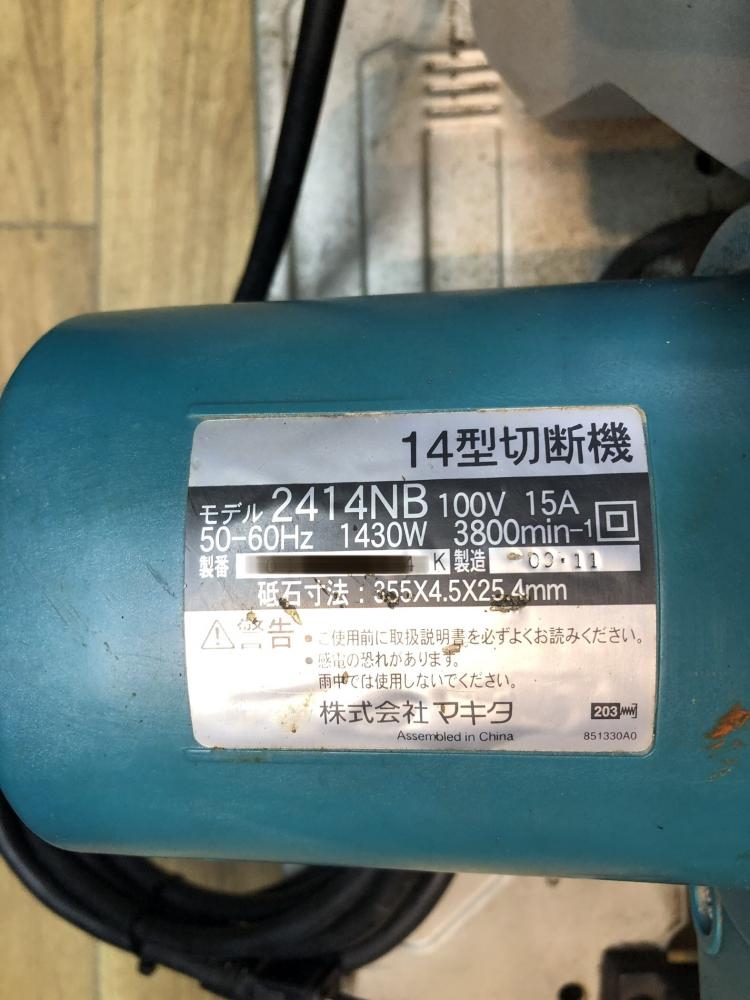 14型切断機
モデル 2414NB 100V 15A
50-60Hz 1430W 3800min-1
製番 K 製造 09・11
砥石寸法：355X4.5X25.4mm
警告 ・ご使用前に取扱説明書を必ずよくお読みください。
・感電の恐れがあります。
雨中では使用しないでください。
株式会社マキタ 203
Assembled in China 851330A0